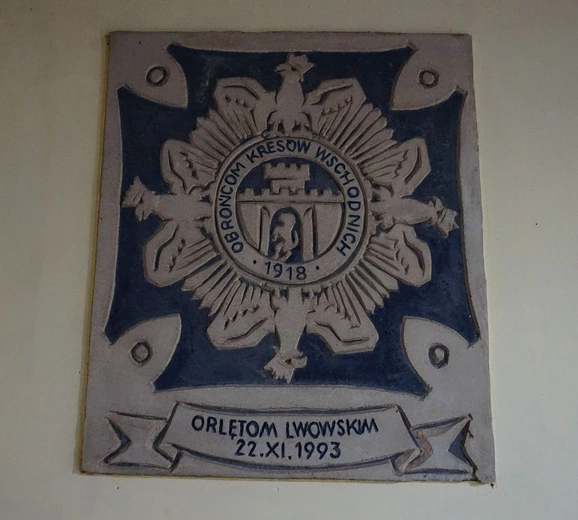 OBROŃCOM KRESÓW WSCHODNICH
· 1918 ·
ORLĘTOM LWOWSKIM
22.XI.1993